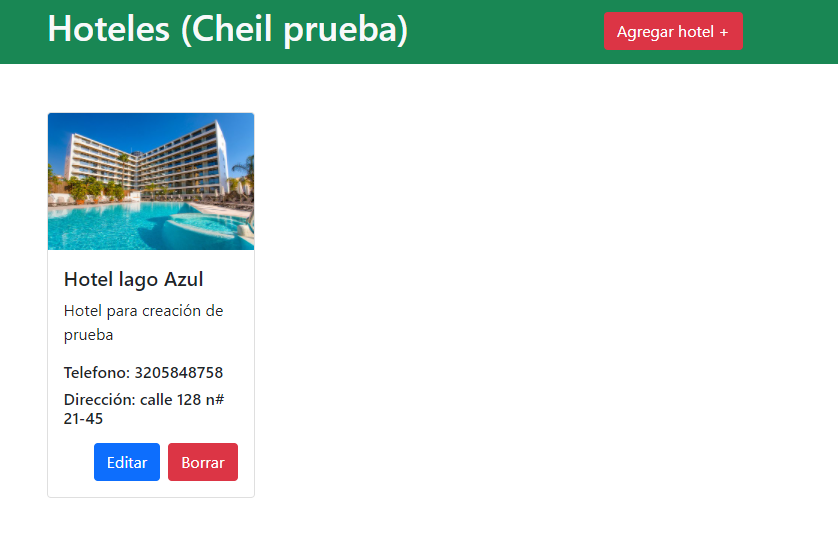 Hoteles (Cheil prueba)
Agregar hotel +
Hotel lago Azul
Hotel para creación de
prueba
Telefono: 3205848758
Dirección: calle 128 n#
21-45
Editar
Borrar